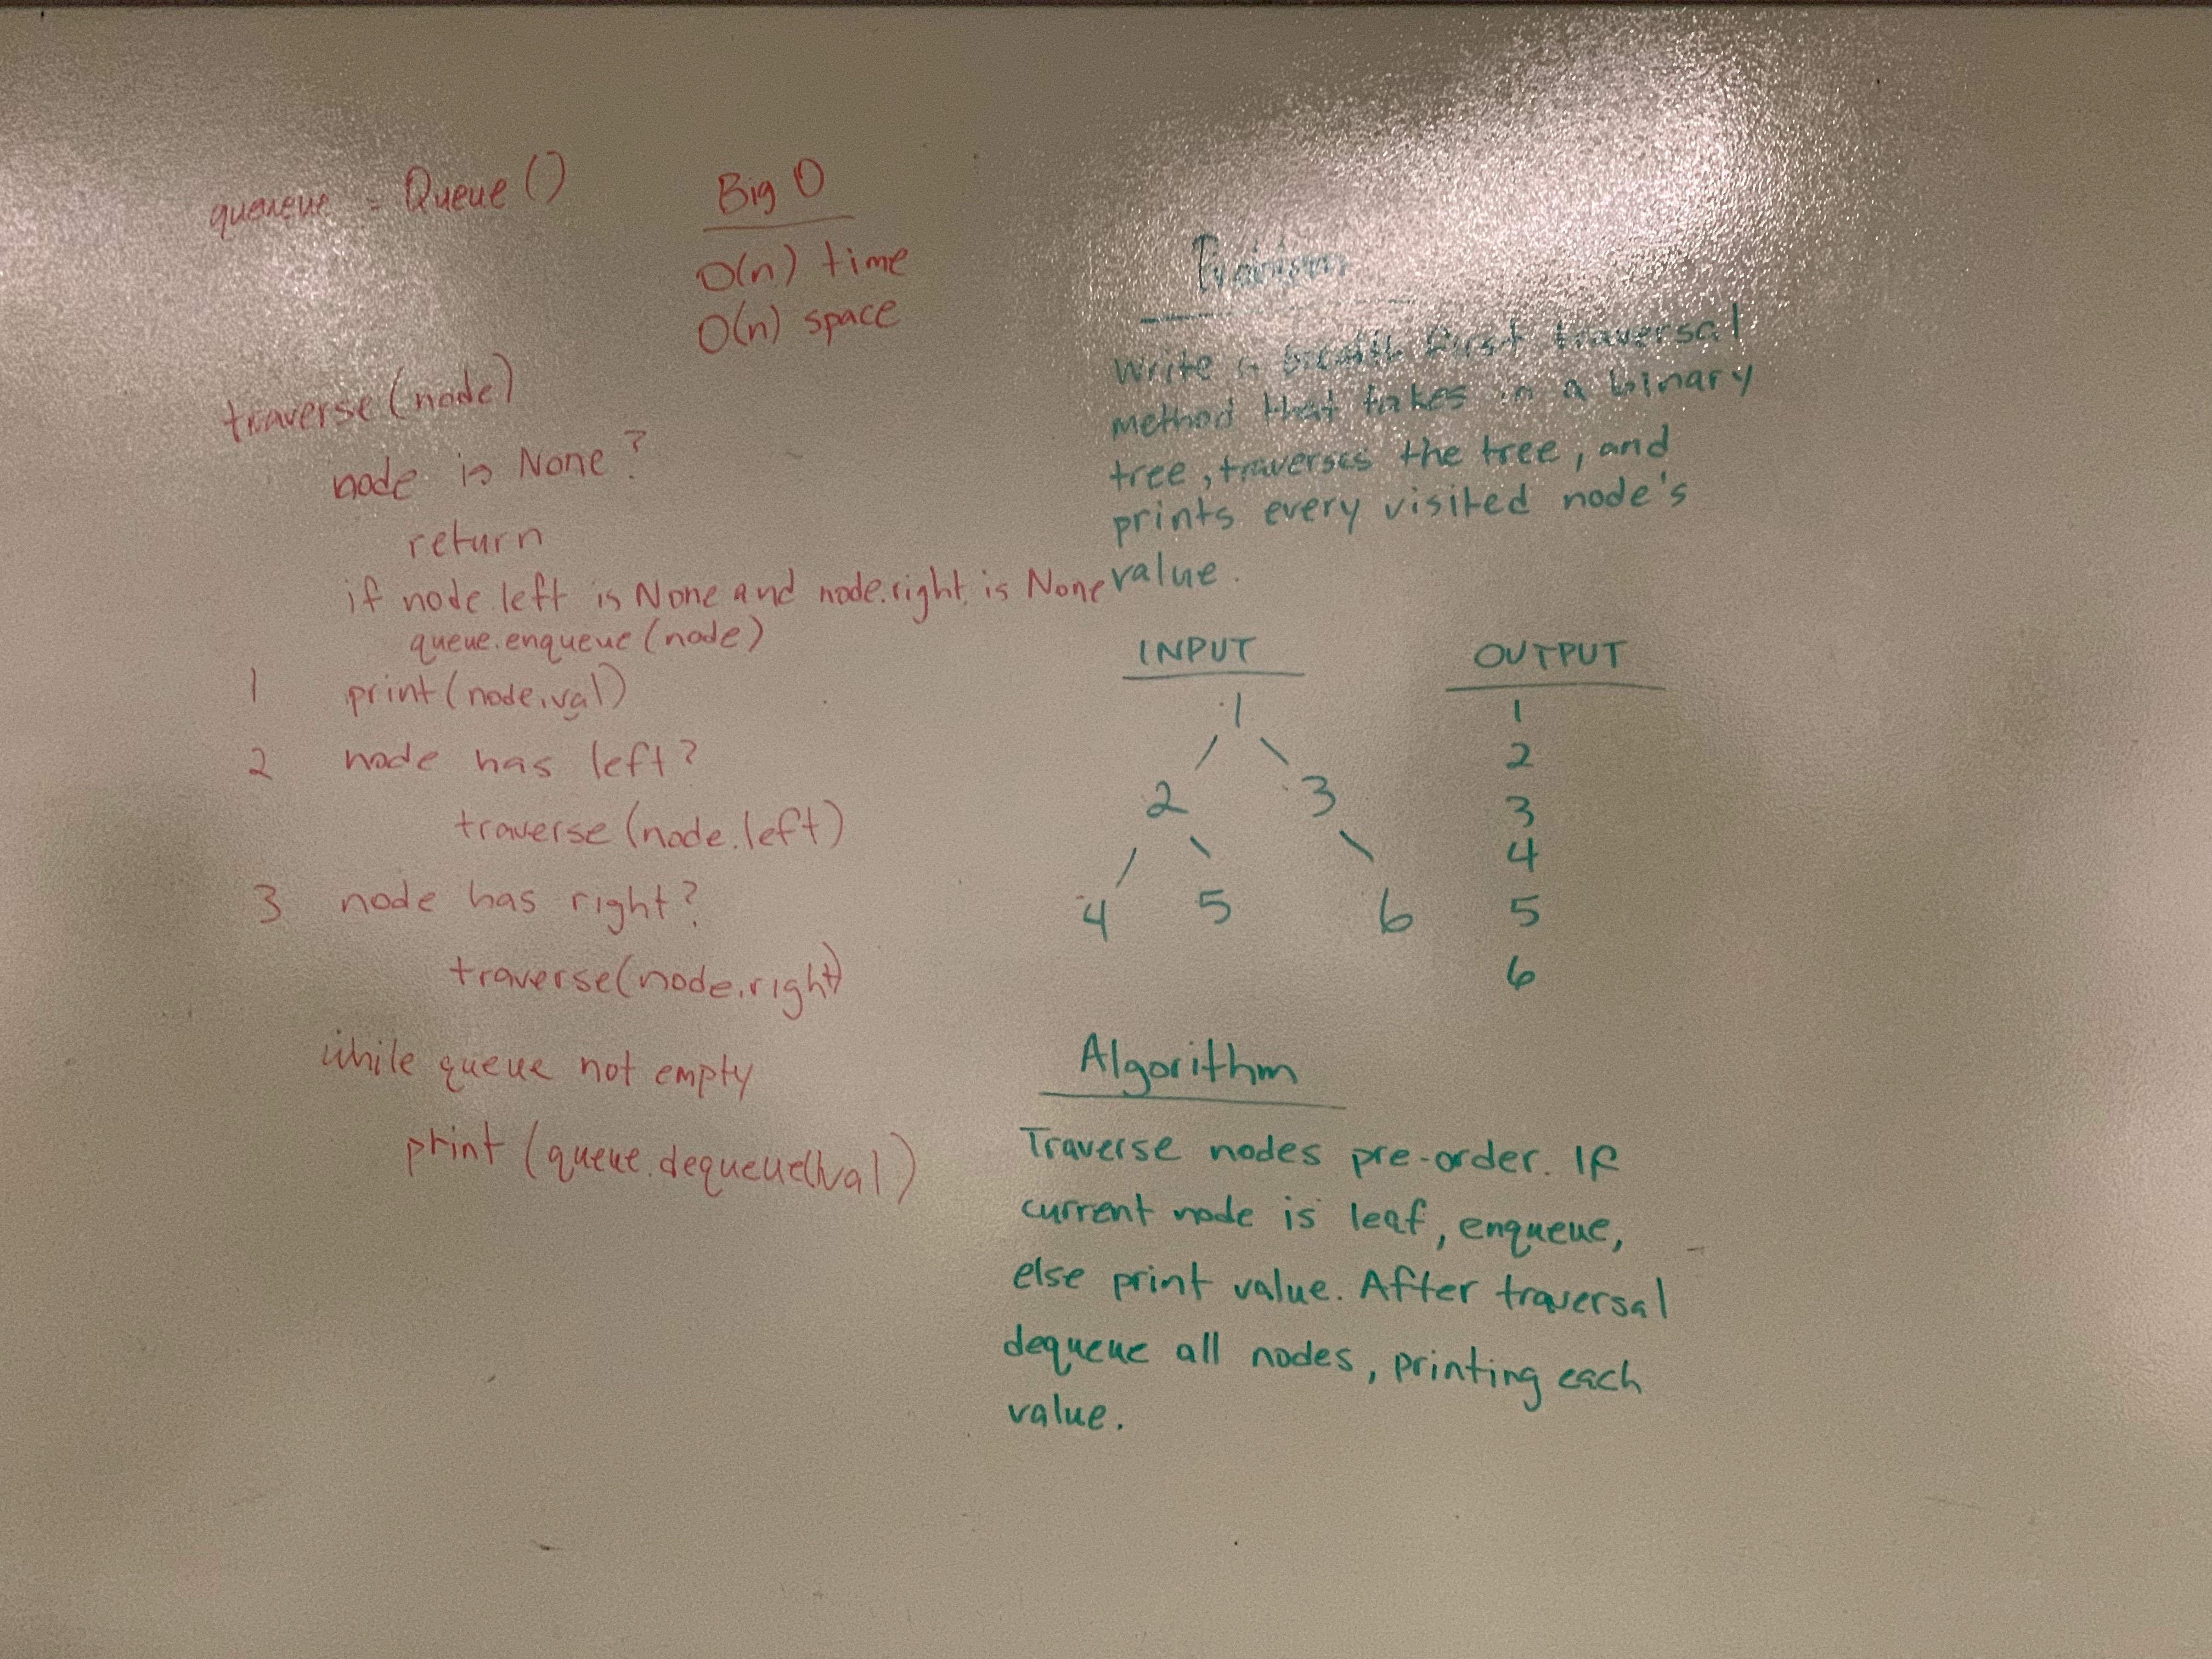 queueue = Queue()
Big O
O(n) time
O(n) space
traverse(node)
node is None?
return
if node.left is None and node.right is None
queue.enqueue(node)
1 print(node.val)
2 node has left?
traverse(node.left)
3 node has right?
traverse(node.right)
while queue not empty
print(queue.dequeue().val)
Problem
Write a breadth first traversal
method that takes in a binary
tree, traverses the tree, and
prints every visited node's
value.
INPUT
1
2 3
4 5 6
OUTPUT
1
2
3
4
5
6
Algorithm
Traverse nodes pre-order. If
current node is leaf, enqueue,
else print value. After traversal
dequeue all nodes, printing each
value.